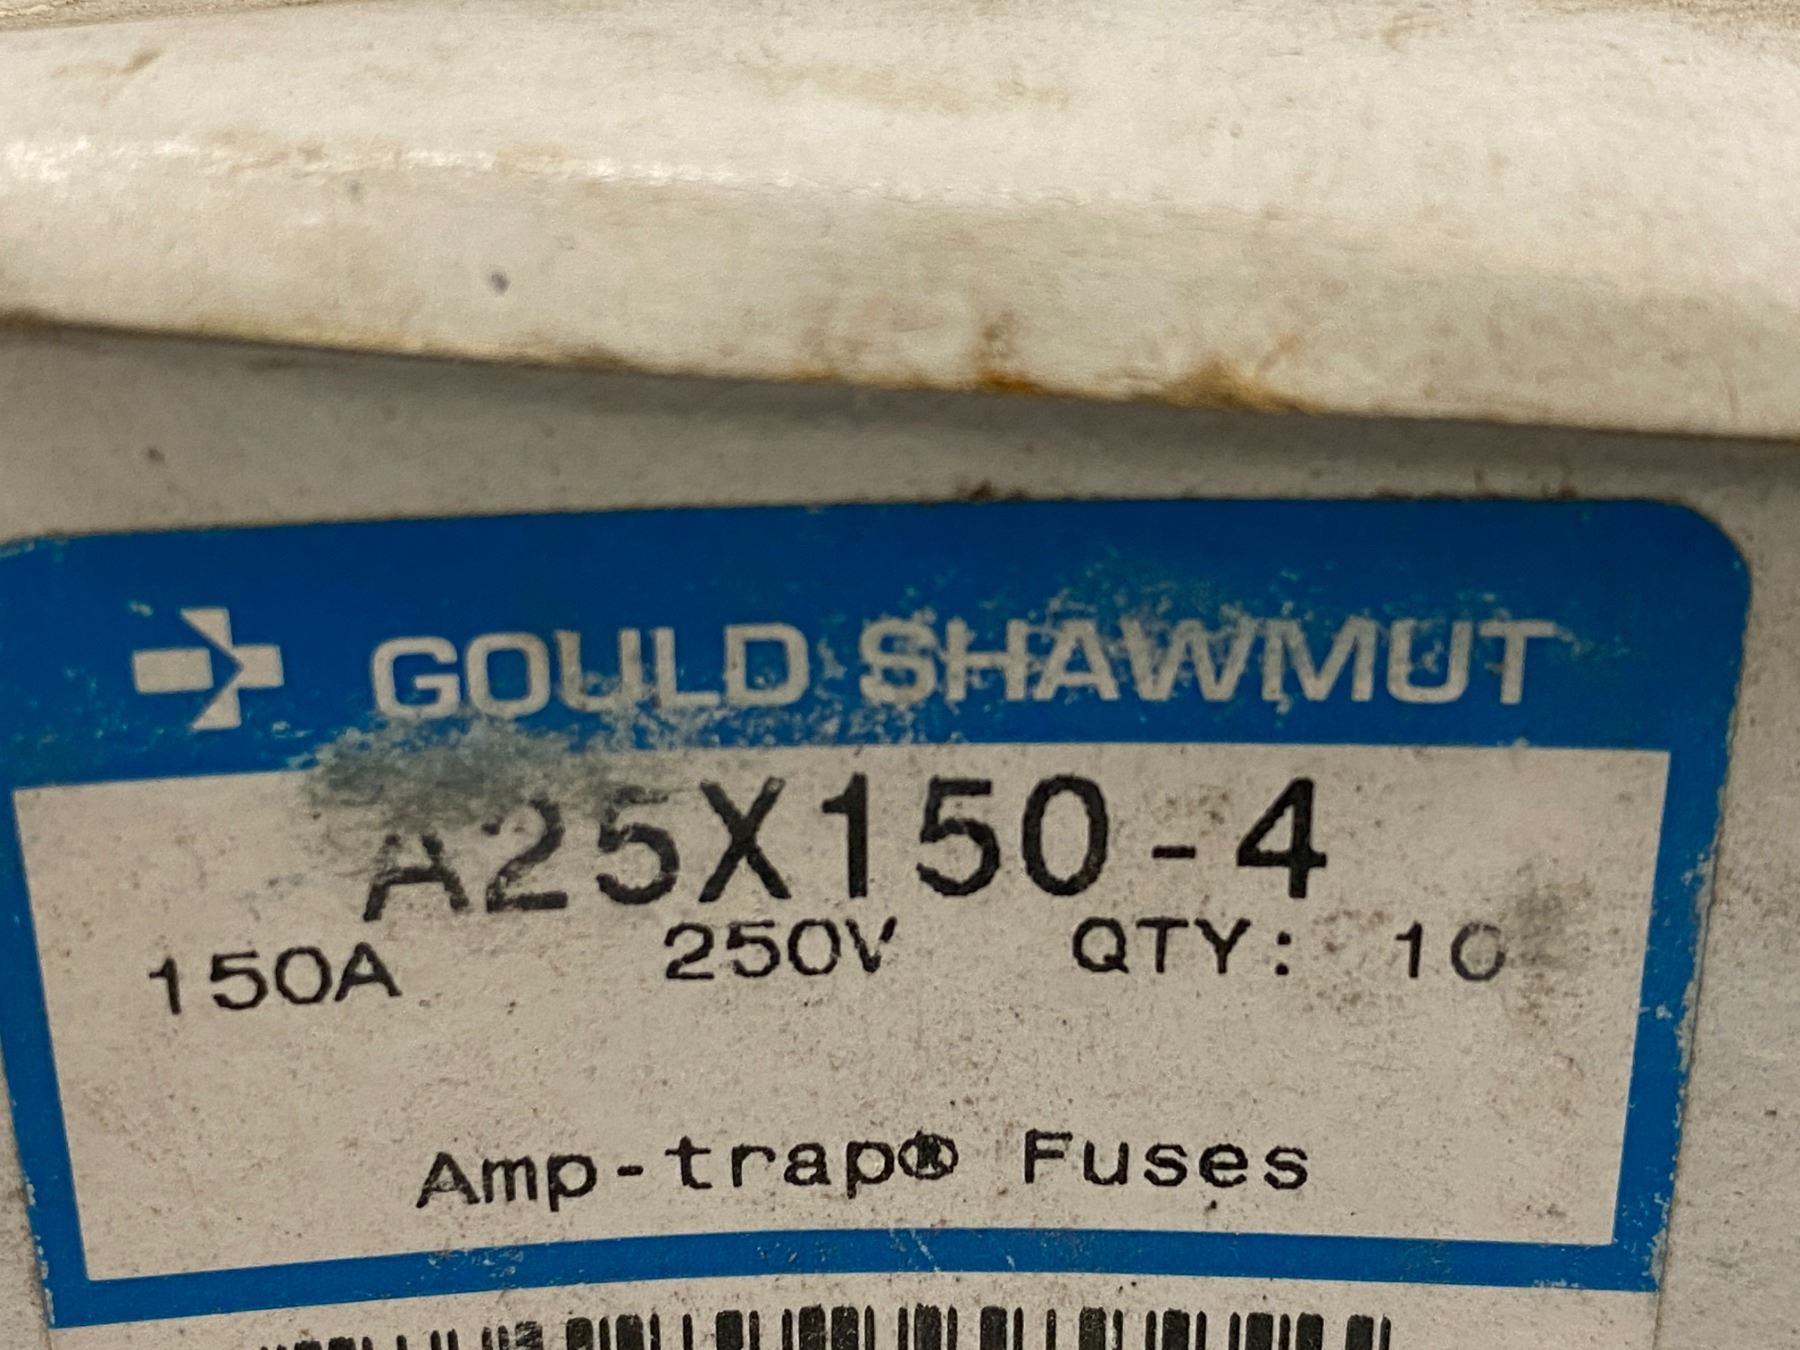 GOULD SHAWMUT
A25X150-4
150A 250V QTY: 10
Amp-trap® Fuses